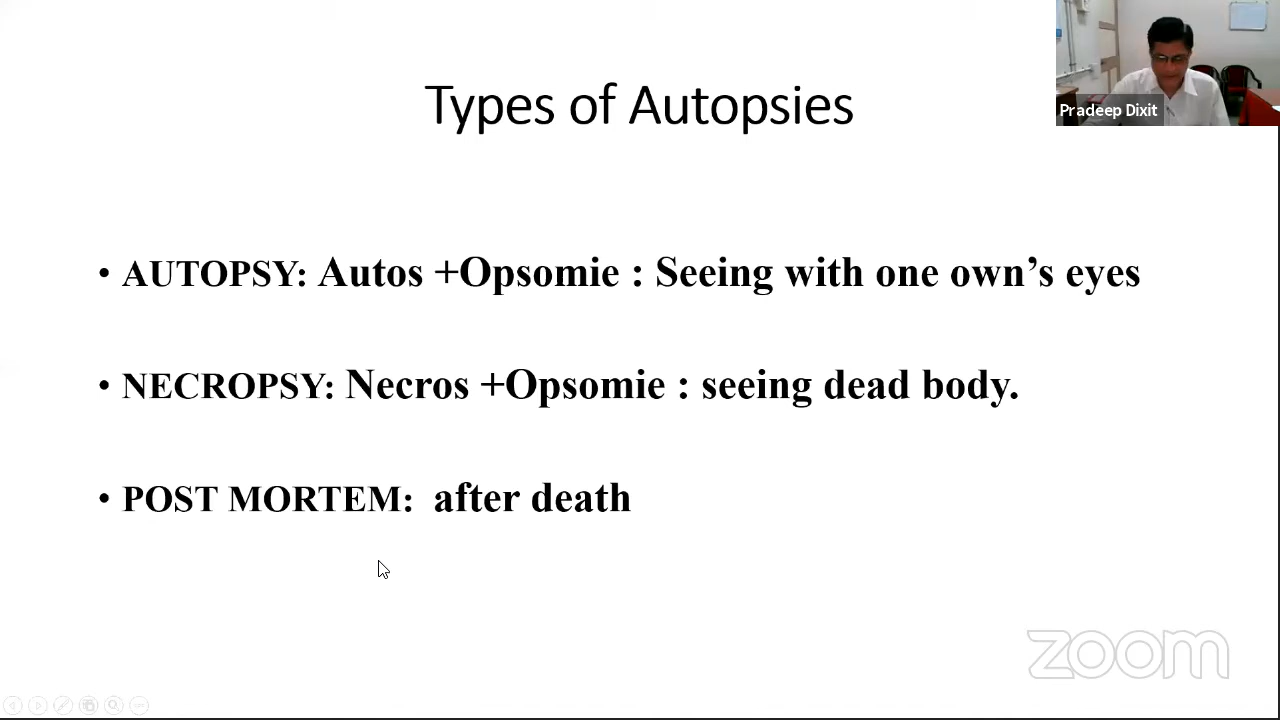 Types of Autopsies
Pradeep Dixit
• AUTOPSY: Autos +Opsomie : Seeing with one own’s eyes
• NECROPSY: Necros +Opsomie : seeing dead body.
• POST MORTEM: after death
zoom